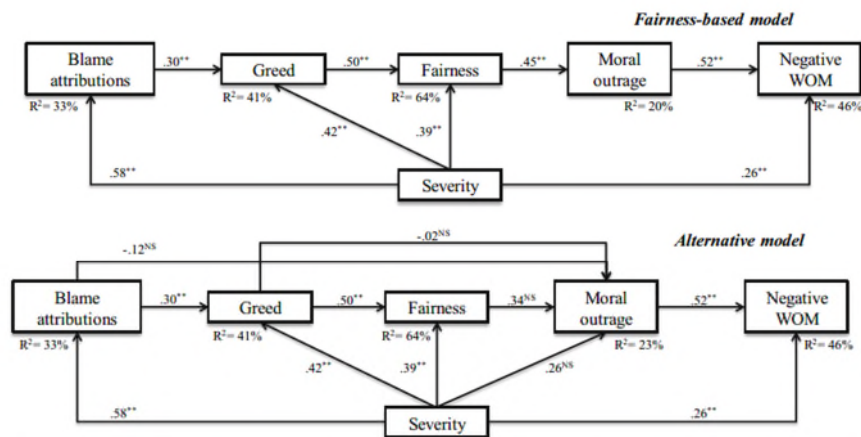 Fairness-based model
Blame
attributions
.30**
Greed
.50**
Fairness
.45**
Moral
outrage
.52**
Negative
WOM
R2= 33%
R2= 41%
R2= 64%
R2= 20%
R2= 46%
.42**
.39**
.58**
Severity
.26**
Alternative model
-.02NS
-.12NS
Blame
attributions
.30**
Greed
.50**
Fairness
.34NS
Moral
outrage
.52**
Negative
WOM
R2= 33%
R2= 41%
R2= 64%
R2= 23%
R2= 46%
.42**
.39**
.26NS
.58**
Severity
.26**